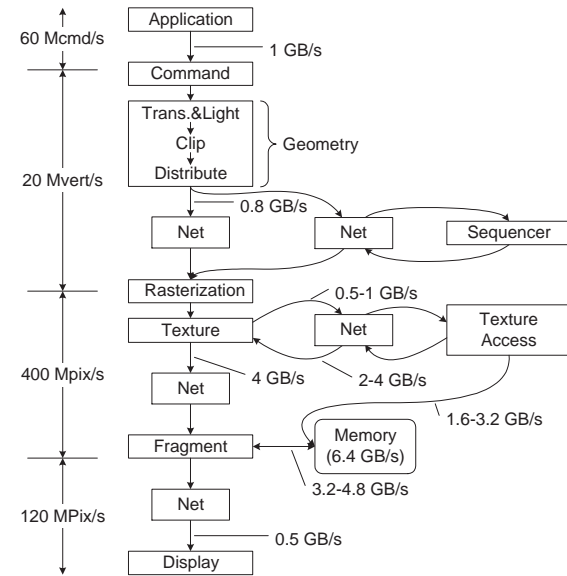 Application
60 Mcmd/s
1 GB/s
Command
Trans.&Light
Clip
Distribute
Geometry
20 Mvert/s
0.8 GB/s
Net
Net
Sequencer
Rasterization
0.5-1 GB/s
Texture
Net
Texture
Access
400 Mpix/s
4 GB/s
2-4 GB/s
Net
1.6-3.2 GB/s
Fragment
Memory
(6.4 GB/s)
3.2-4.8 GB/s
Net
120 MPix/s
0.5 GB/s
Display